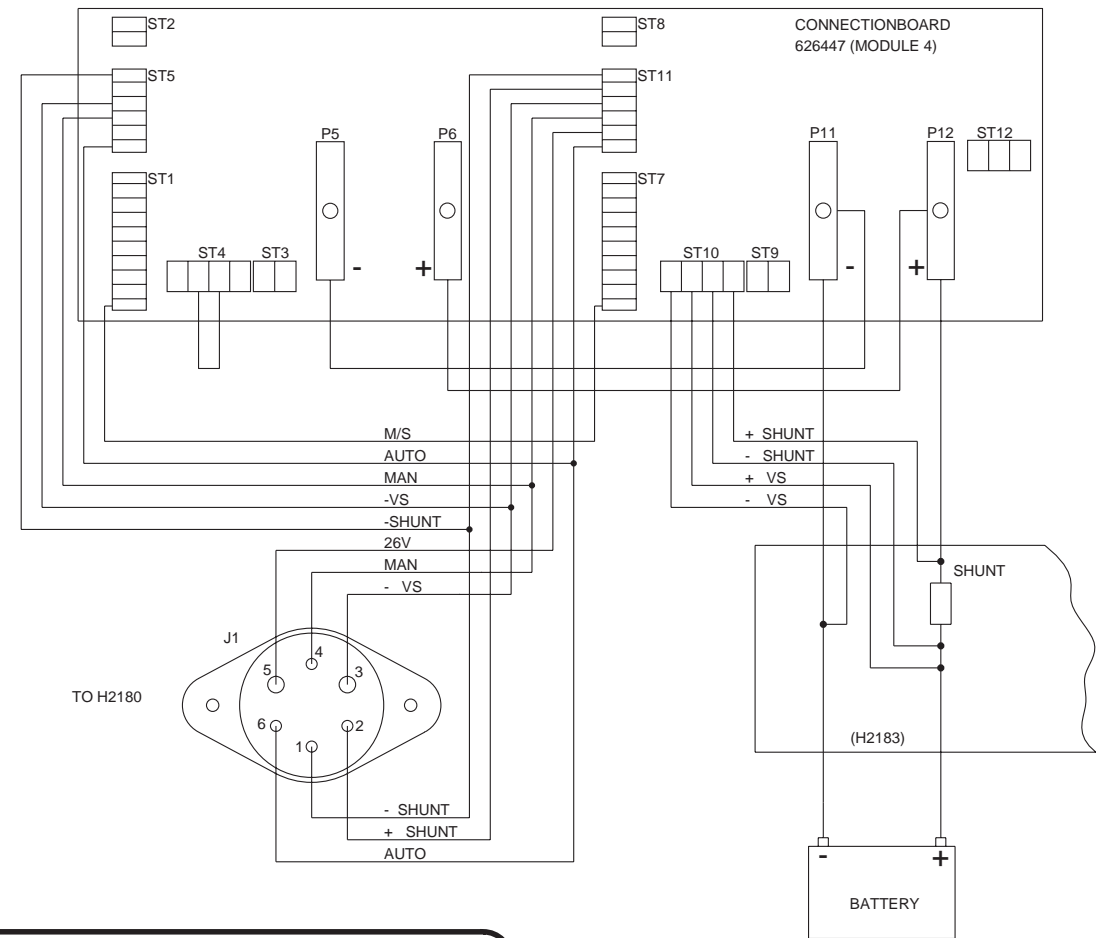 ST2
ST8
CONNECTIONBOARD
626447 (MODULE 4)
ST5
ST11
P5
P6
P11
P12
ST12
ST1
ST7
ST4
ST3
ST10
ST9
-
+
-
+
M/S
AUTO
MAN
-VS
-SHUNT
26V
MAN
- VS
+ SHUNT
- SHUNT
+ VS
- VS
SHUNT
J1
4
5
3
TO H2180
6
2
1
(H2183)
- SHUNT
+ SHUNT
AUTO
-
+
BATTERY